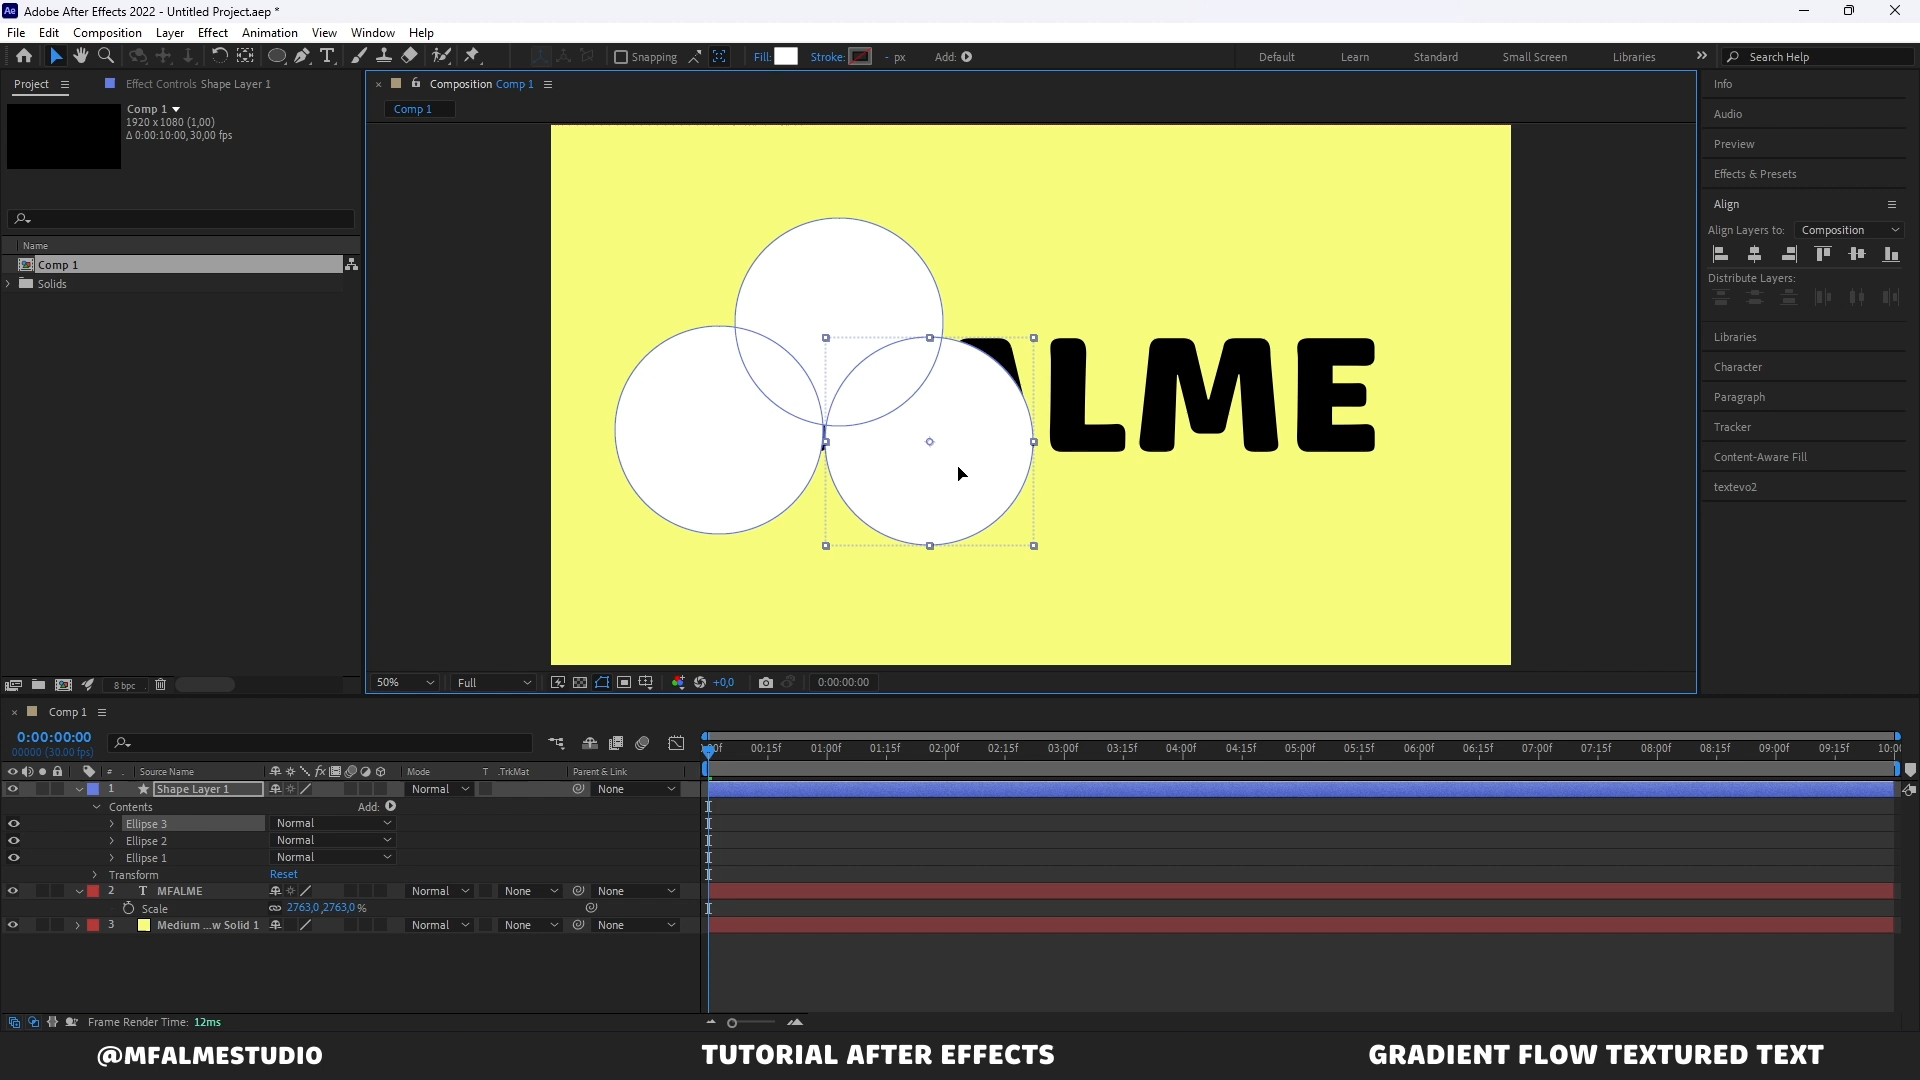 Ae Adobe After Effects 2022 - Untitled Project.aep *
File Edit Composition Layer Effect Animation View Window Help
Snapping Fill: Stroke: - px Add: Default Learn Standard Small Screen Libraries Search Help
Project Effect Controls Shape Layer 1
Composition Comp 1
Comp 1
Comp 1
1920 x 1080 (1,00)
Δ 0:00:10:00, 30,00 fps
Name
Comp 1
Solids
8 bpc
LME
50% Full +0,0 0:00:00:00
Info
Audio
Preview
Effects & Presets
Align
Align Layers to: Composition
Distribute Layers:
Libraries
Character
Paragraph
Tracker
Content-Aware Fill
textevo2
Comp 1
0:00:00:00
00000 (30.00 fps)
00:15f 01:00f 01:15f 02:00f 02:15f 03:00f 03:15f 04:00f 04:15f 05:00f 05:15f 06:00f 06:15f 07:00f 07:15f 08:00f 08:15f 09:00f 09:15f 10:0
# Source Name Mode T .TrkMat Parent & Link
1 Shape Layer 1 Normal None
Contents Add:
Ellipse 3 Normal
Ellipse 2 Normal
Ellipse 1 Normal
Transform Reset
2 T MFALME Normal None None
Scale 2763,0,2763,0%
3 Medium ...w Solid 1 Normal None None
Frame Render Time: 12ms
@MFALMESTUDIO TUTORIAL AFTER EFFECTS GRADIENT FLOW TEXTURED TEXT